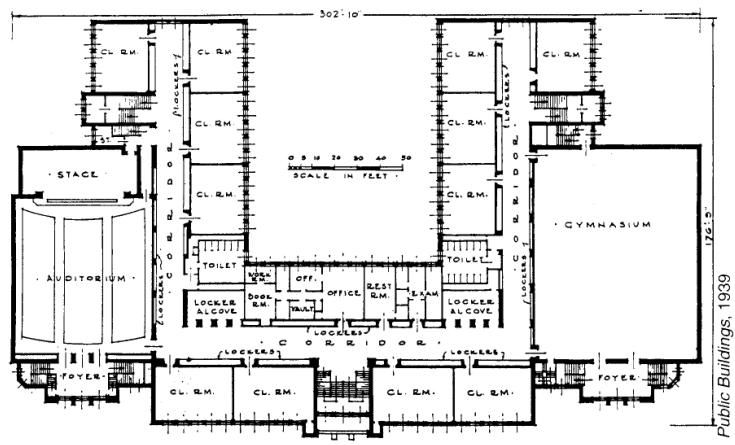 302'-10"
CL. RM. CL. RM. CL. RM. CL. RM.
LOCKERS LOCKERS
CL. RM. CL. RM.
ST.
STAGE
0 5 10 20 30 40 50
SCALE IN FEET
CORRIDOR CORRIDOR
CL. RM. CL. RM.
GYMNASIUM
176'-5"
TOILET TOILET
AUDITORIUM
LOCKERS LOCKERS
WORK RM. OFF. OFFICE REST RM. EXAM.
BOOK RM. VAULT
LOCKER ALCOVE LOCKER ALCOVE
LOCKERS
CORRIDOR
LOCKERS LOCKERS
FOYER FOYER
CL. RM. CL. RM. CL. RM. CL. RM.
Public Buildings, 1939